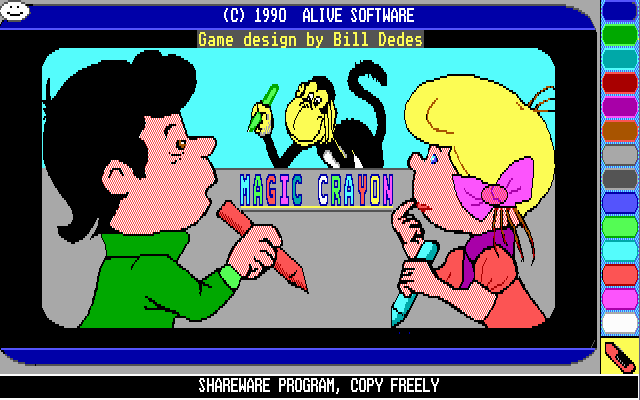 (C) 1990 ALIVE SOFTWARE
Game design by Bill Dedes
MAGIC CRAYON
SHAREWARE PROGRAM, COPY FREELY